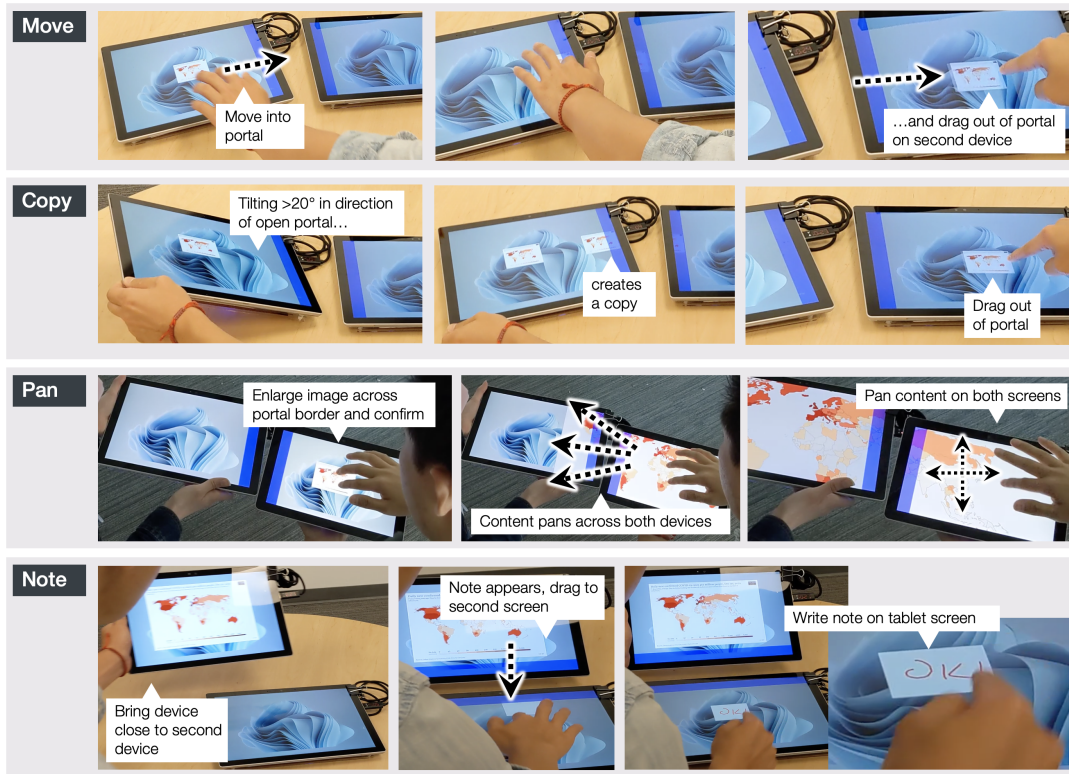 Move
Move into
portal
…and drag out of portal
on second device
Copy
Tilting >20° in direction
of open portal…
creates
a copy
Drag out
of portal
Pan
Enlarge image across
portal border and confirm
Content pans across both devices
Pan content on both screens
Note
Bring device
close to second
device
Note appears, drag to
second screen
Write note on tablet screen